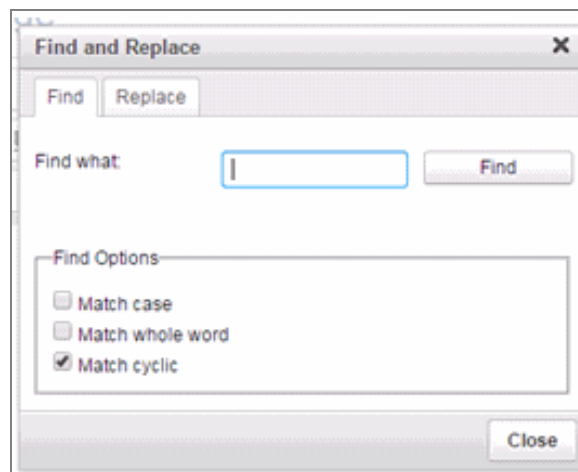 Find and Replace
Find Replace
Find what: Find
Find Options
Match case
Match whole word
Match cyclic
Close